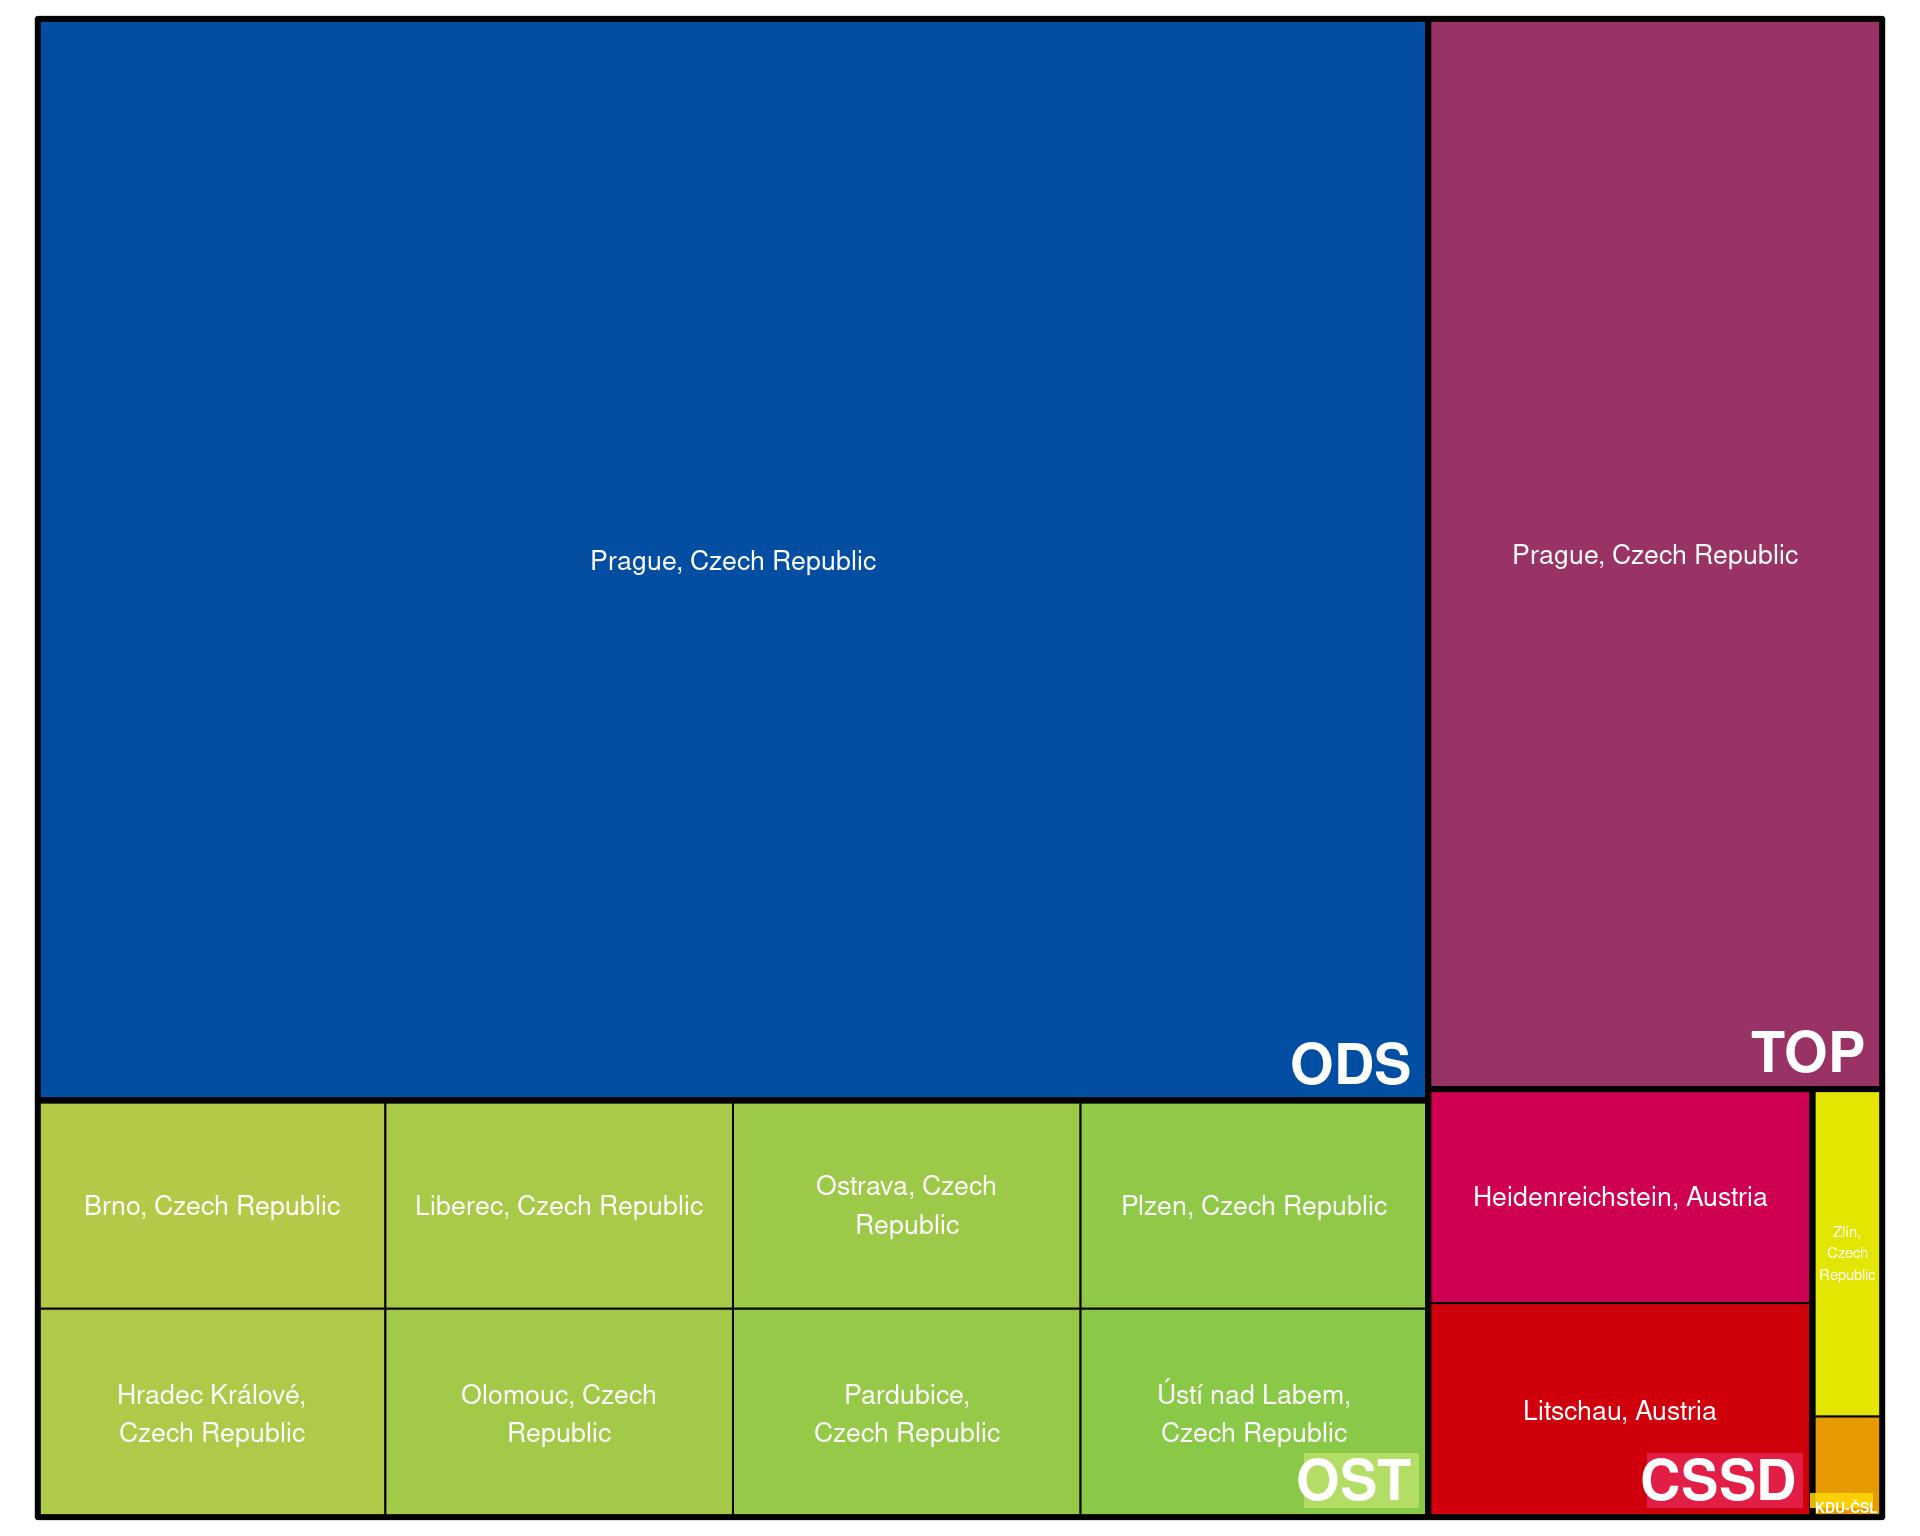 Prague, Czech Republic
ODS
Prague, Czech Republic
TOP
Brno, Czech Republic
Liberec, Czech Republic
Ostrava, Czech
Republic
Plzen, Czech Republic
Hradec Králové,
Czech Republic
Olomouc, Czech
Republic
Pardubice,
Czech Republic
Ústí nad Labem,
Czech Republic
OST
Heidenreichstein, Austria
Litschau, Austria
CSSD
Zlín,
Czech
Republic
KDU-ČSL